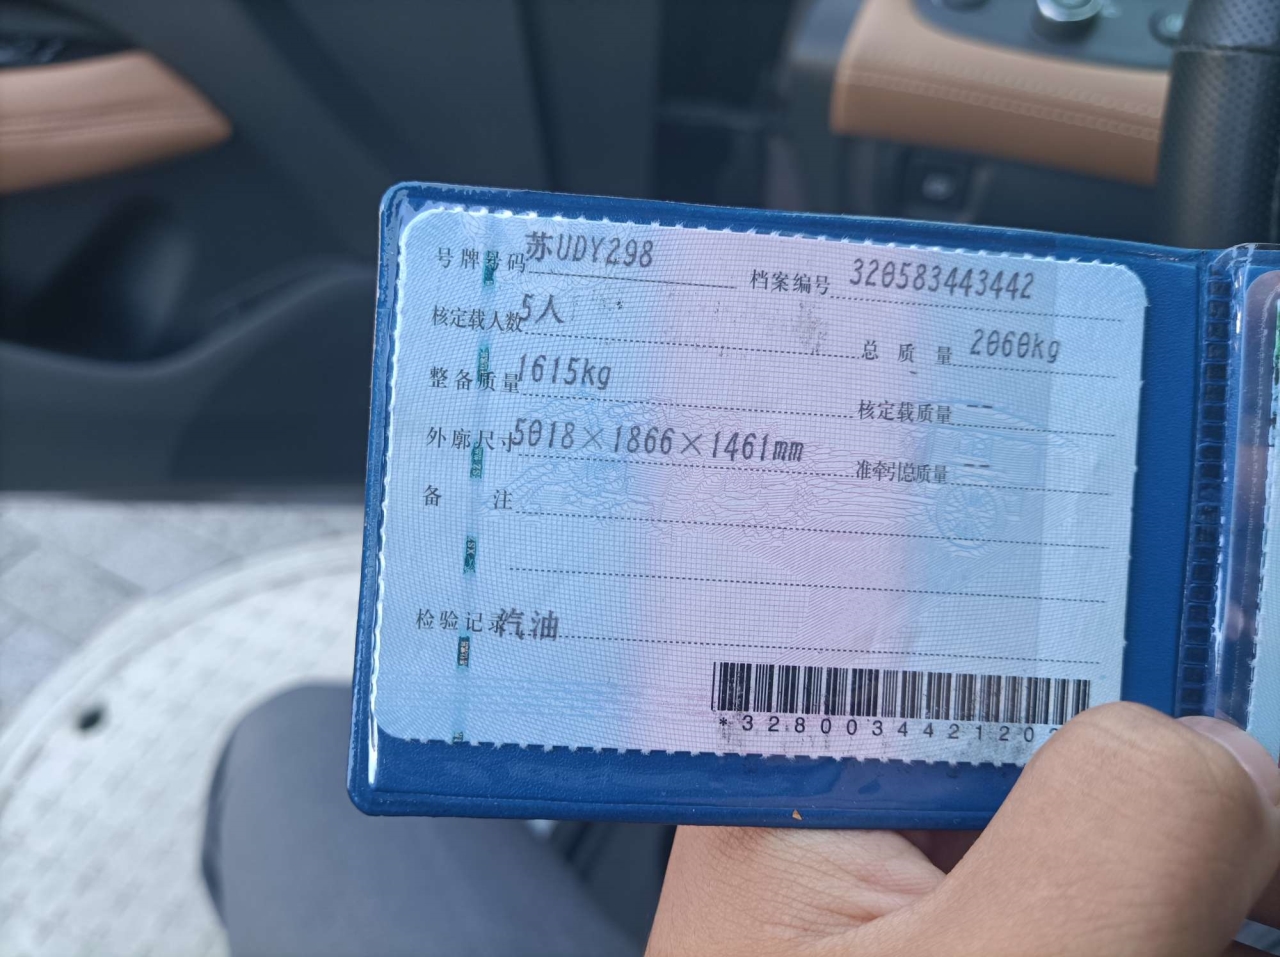 号牌号码 苏UDYZ98 档案编号 320583443442
核定载人数 5人 总质量 2060kg
整备质量 1615kg 核定载质量 --
外廓尺寸 5018×1866×1461mm 准牵引总质量 --
备注
检验记录 汽油
*3280034421202